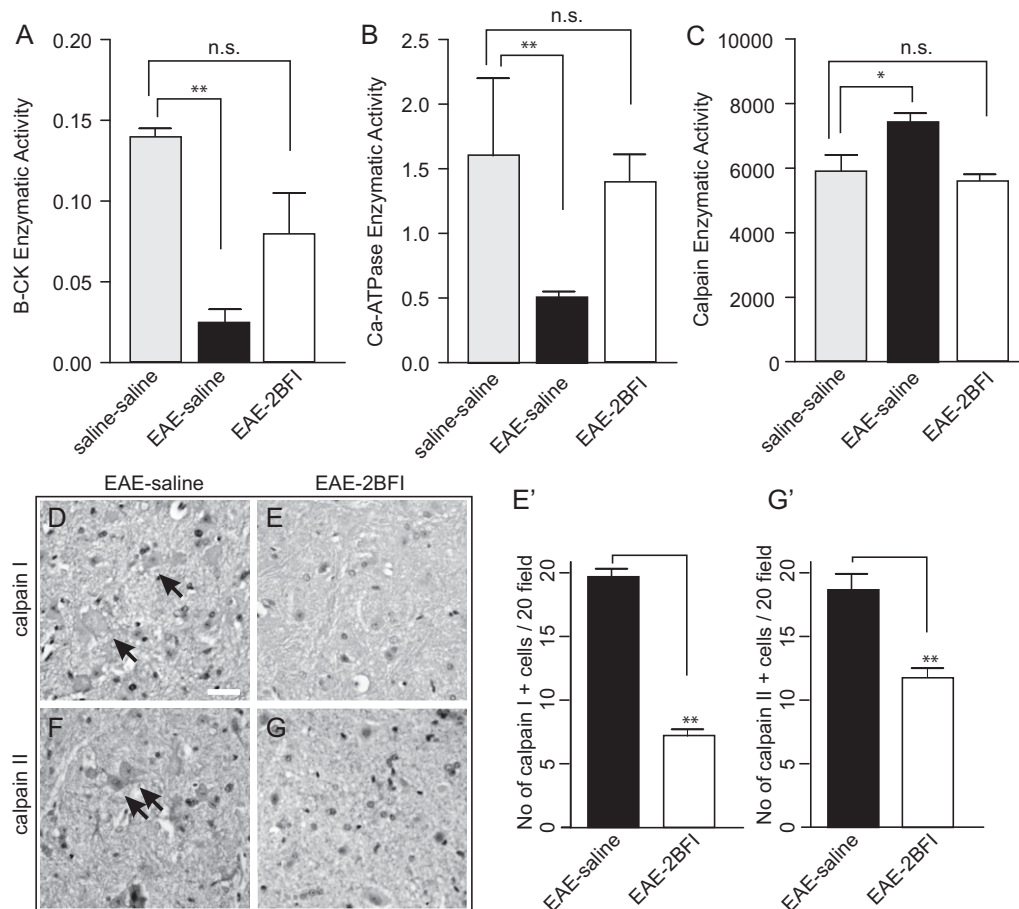 A
B-CK Enzymatic Activity
0.20
0.15
0.10
0.05
0.00
n.s.
**
saline-saline
EAE-saline
EAE-2BFI
B
Ca-ATPase Enzymatic Activity
2.5
2.0
1.5
1.0
0.5
0.0
n.s.
**
saline-saline
EAE-saline
EAE-2BFI
C
Calpain Enzymatic Activity
10000
8000
6000
4000
2000
0
n.s.
*
saline-saline
EAE-saline
EAE-2BFI
EAE-saline
EAE-2BFI
calpain I
D
E
calpain II
F
G
E'
No of calpain I + cells / 20 field
20
15
10
5
0
**
EAE-saline
EAE-2BFI
G'
No of calpain II + cells / 20 field
20
15
10
5
0
**
EAE-saline
EAE-2BFI